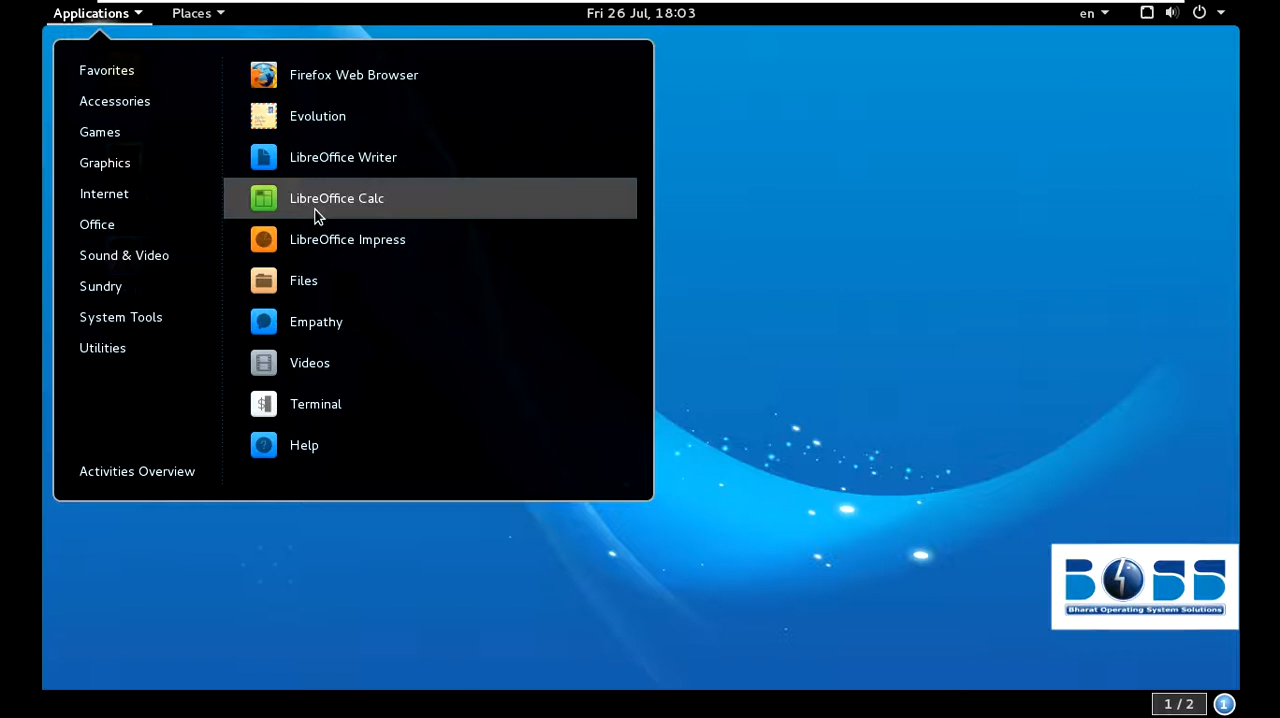 Applications Places Fri 26 Jul, 18:03 en
Favorites
Accessories
Games
Graphics
Internet
Office
Sound & Video
Sundry
System Tools
Utilities
Activities Overview
Firefox Web Browser
Evolution
LibreOffice Writer
LibreOffice Calc
LibreOffice Impress
Files
Empathy
Videos
Terminal
Help
BOSS
Bharat Operating System Solutions
1 / 2 1